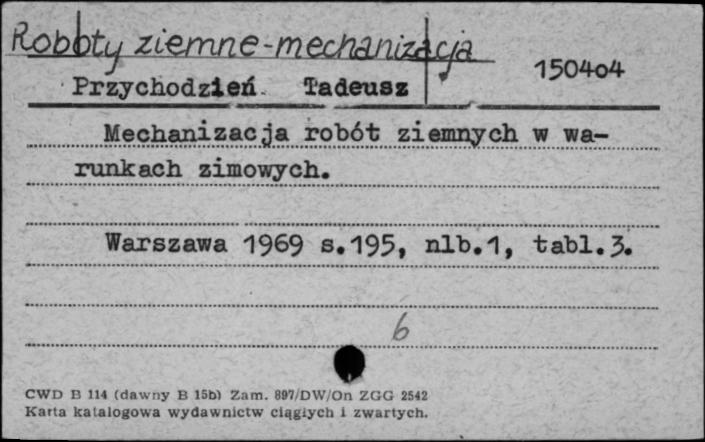 Roboty ziemne-mechanizacja
150404
Przychodzień Tadeusz
Mechanizacja robót ziemnych w wa-
runkach zimowych.
Warszawa 1969 s.195, nlb.1, tabl.3.
6
CWD B 114 (dawny B 15b) Zam. 897/DW/On ZGG 2542
Karta katalogowa wydawnictw ciągłych i zwartych.